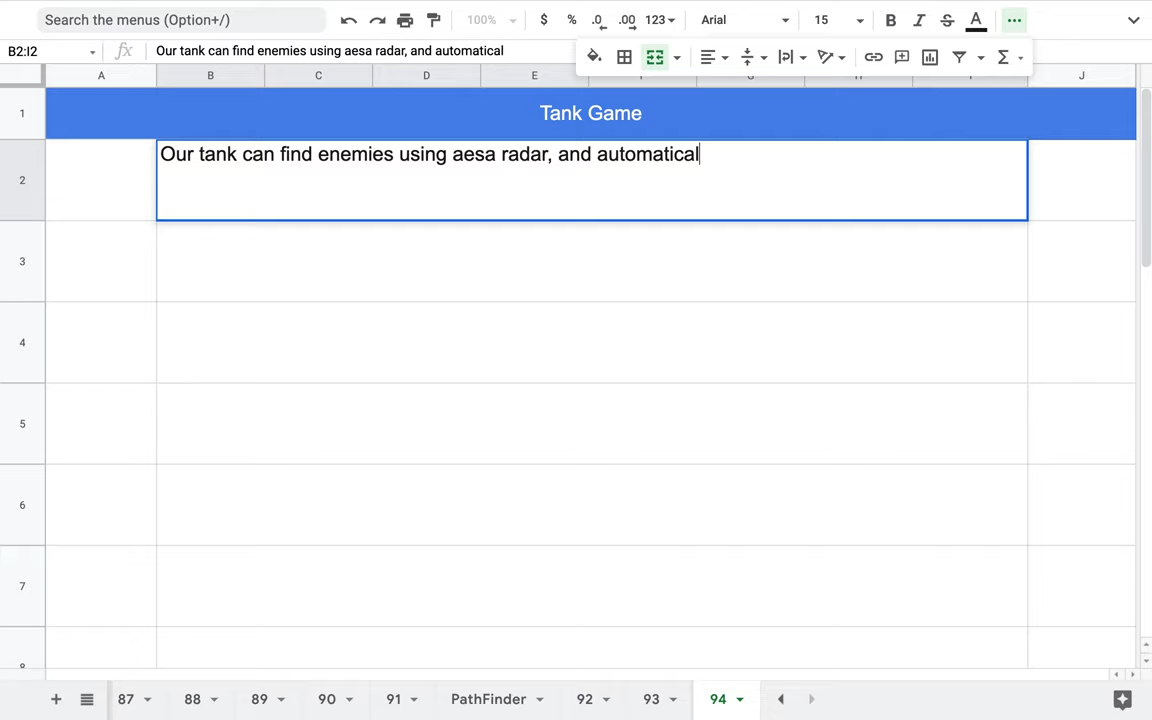 Search the menus (Option+/)
100%
$ % .0 .00 123
Arial
15
B I S A
B2:I2
fx
Our tank can find enemies using aesa radar, and automatical
A B C D E J
1
Tank Game
2
Our tank can find enemies using aesa radar, and automatical
3
4
5
6
7
8
87 88 89 90 91 PathFinder 92 93 94